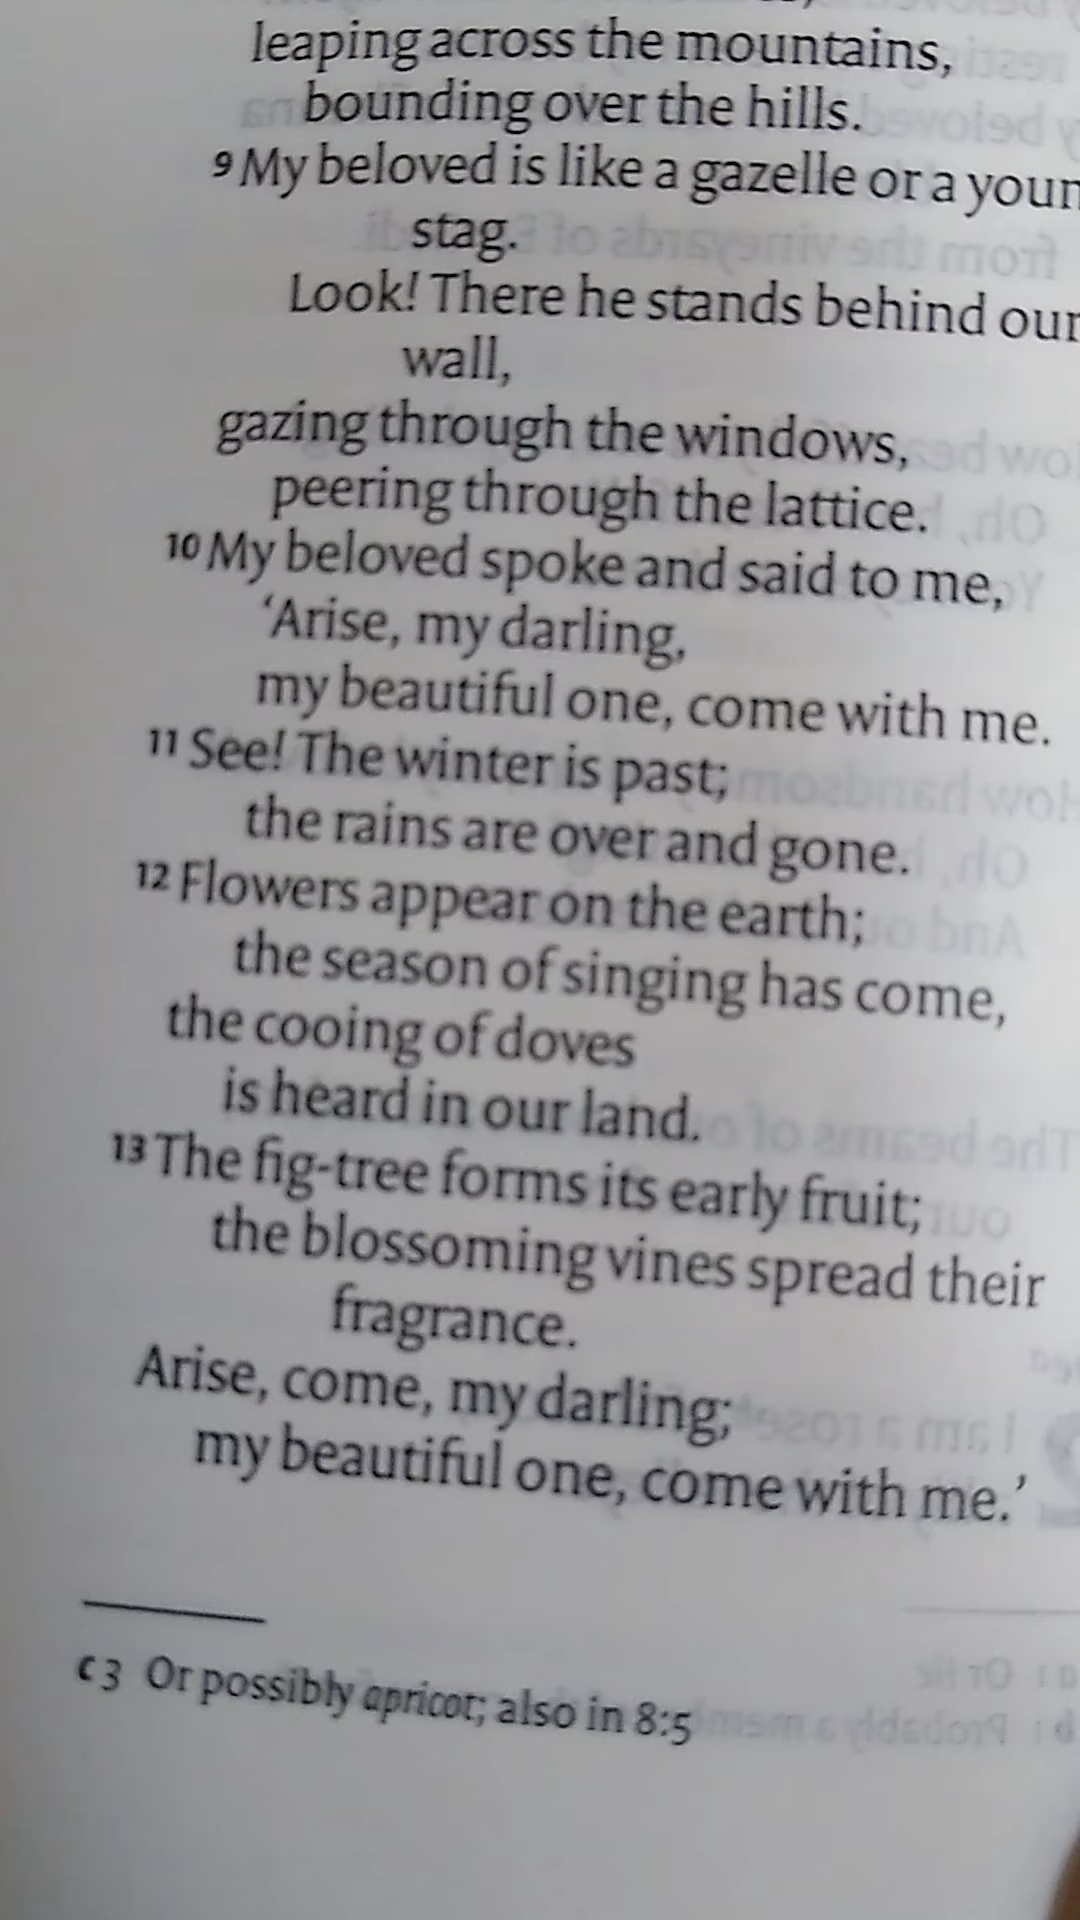 leaping across the mountains,
bounding over the hills.
9 My beloved is like a gazelle or a youn
stag.
Look! There he stands behind our
wall,
gazing through the windows,
peering through the lattice.
10 My beloved spoke and said to me,
‘Arise, my darling,
my beautiful one, come with me.
11 See! The winter is past;
the rains are over and gone.
12 Flowers appear on the earth;
the season of singing has come,
the cooing of doves
is heard in our land.
13 The fig-tree forms its early fruit;
the blossoming vines spread their
fragrance.
Arise, come, my darling;
my beautiful one, come with me.’
c 3 Or possibly apricot; also in 8:5